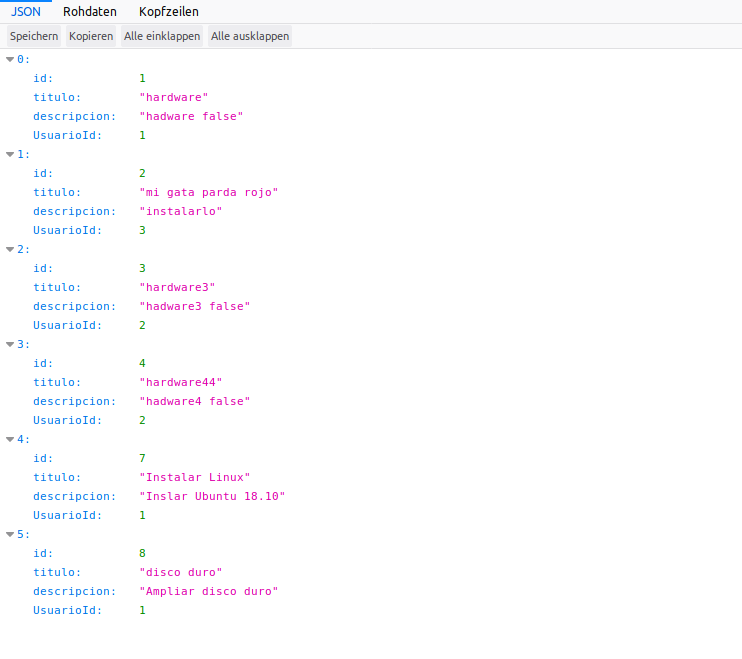 JSON Rohdaten Kopfzeilen
Speichern Kopieren Alle einklappen Alle ausklappen
0:
id: 1
titulo: "hardware"
descripcion: "hadware false"
UsuarioId: 1
1:
id: 2
titulo: "mi gata parda rojo"
descripcion: "instalarlo"
UsuarioId: 3
2:
id: 3
titulo: "hardware3"
descripcion: "hadware3 false"
UsuarioId: 2
3:
id: 4
titulo: "hardware44"
descripcion: "hadware4 false"
UsuarioId: 2
4:
id: 7
titulo: "Instalar Linux"
descripcion: "Inslar Ubuntu 18.10"
UsuarioId: 1
5:
id: 8
titulo: "disco duro"
descripcion: "Ampliar disco duro"
UsuarioId: 1